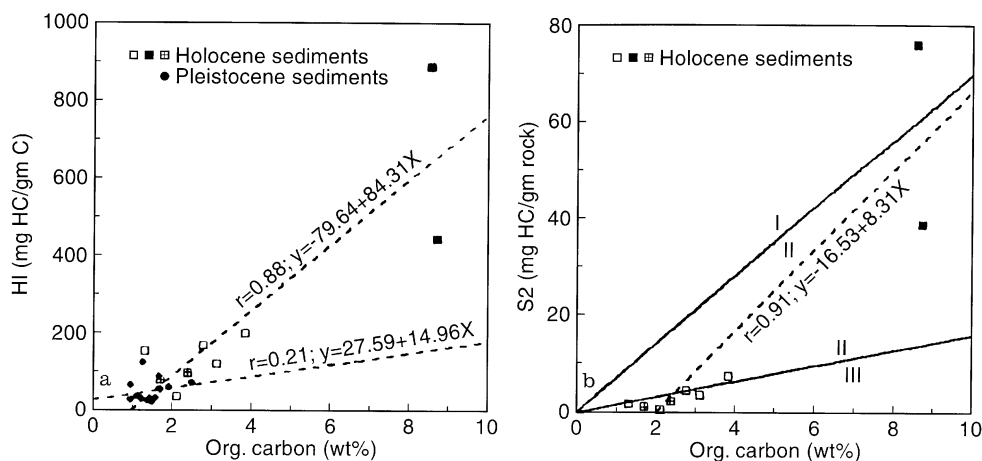 1000
800
600
400
200
0
HI (mg HC/gm C)
Holocene sediments
Pleistocene sediments
r=0.88; y=-79.64+84.31X
r=0.21; y=27.59+14.96X
a
0 2 4 6 8 10
Org. carbon (wt%)
80
60
40
20
0
S2 (mg HC/gm rock)
Holocene sediments
I
II
r=0.91; y=-16.53+8.31X
II
III
b
0 2 4 6 8 10
Org. carbon (wt%)